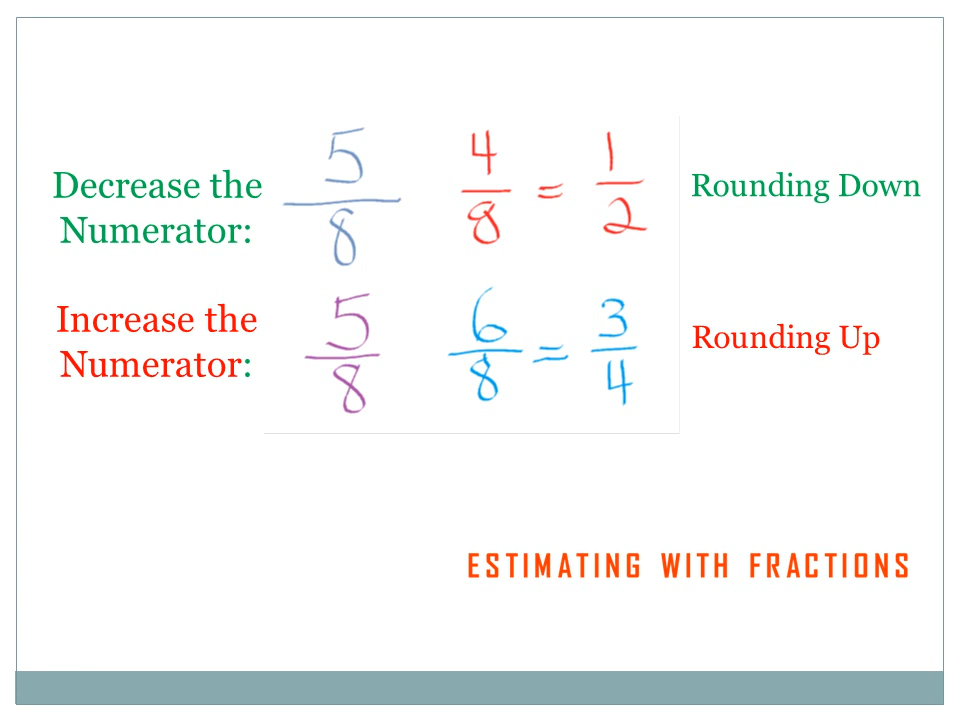 Decrease the
Numerator:
5/8 4/8 = 1/2
Rounding Down
Increase the
Numerator:
5/8 6/8 = 3/4
Rounding Up
ESTIMATING WITH FRACTIONS